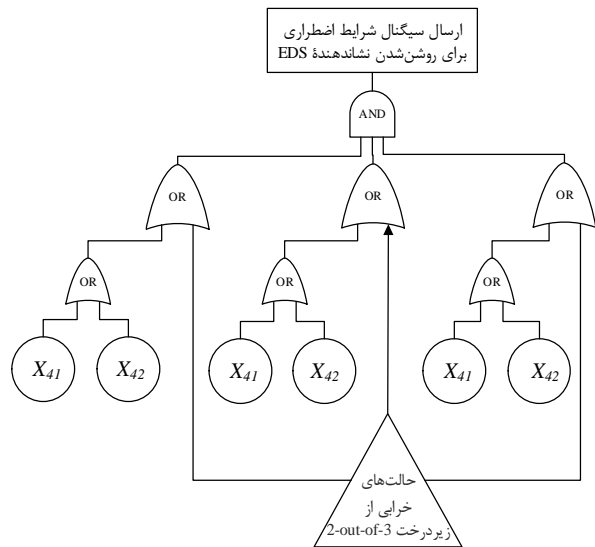 ارسال سیگنال شرایط اضطراری
برای روشن‌شدن نشاندهندهٔ EDS
AND
OR
OR
OR
OR
OR
OR
X41
X42
X41
X42
X41
X42
حالت‌های
خرابی از
زیردرخت 2-out-of-3